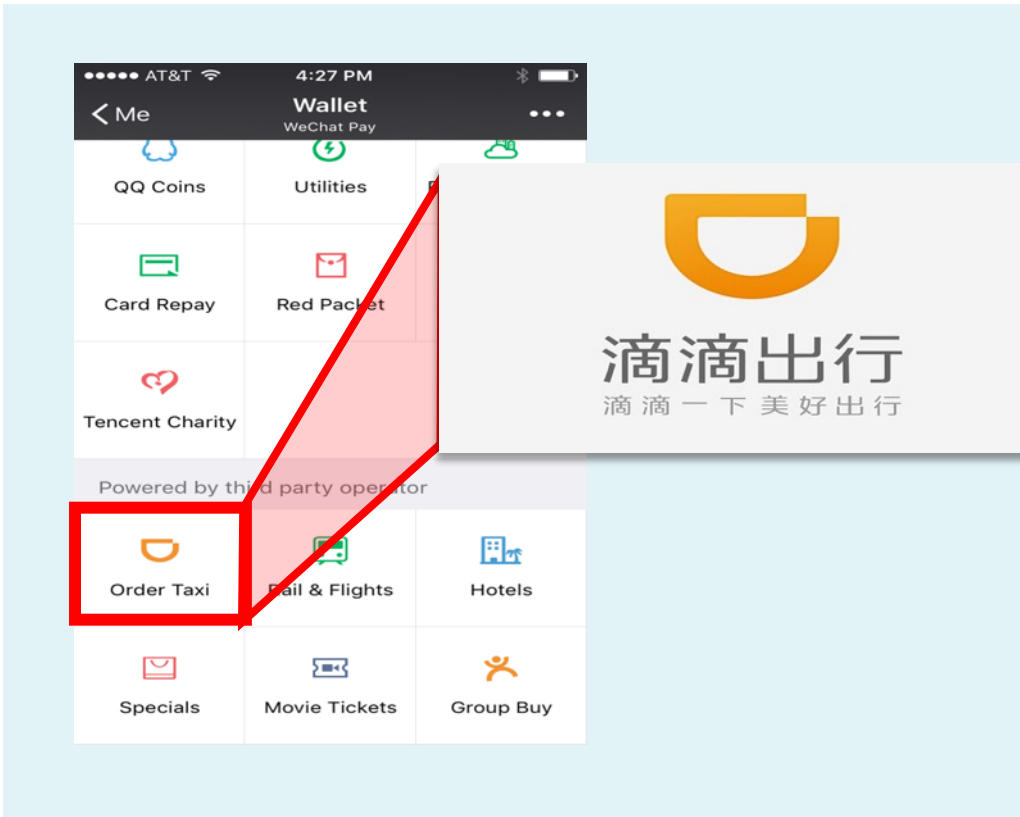 AT&T 4:27 PM
Me Wallet
WeChat Pay
QQ Coins Utilities
Card Repay Red Packet
Tencent Charity
Powered by third party operator
Order Taxi Rail & Flights Hotels
Specials Movie Tickets Group Buy
滴滴出行
滴滴一下美好出行